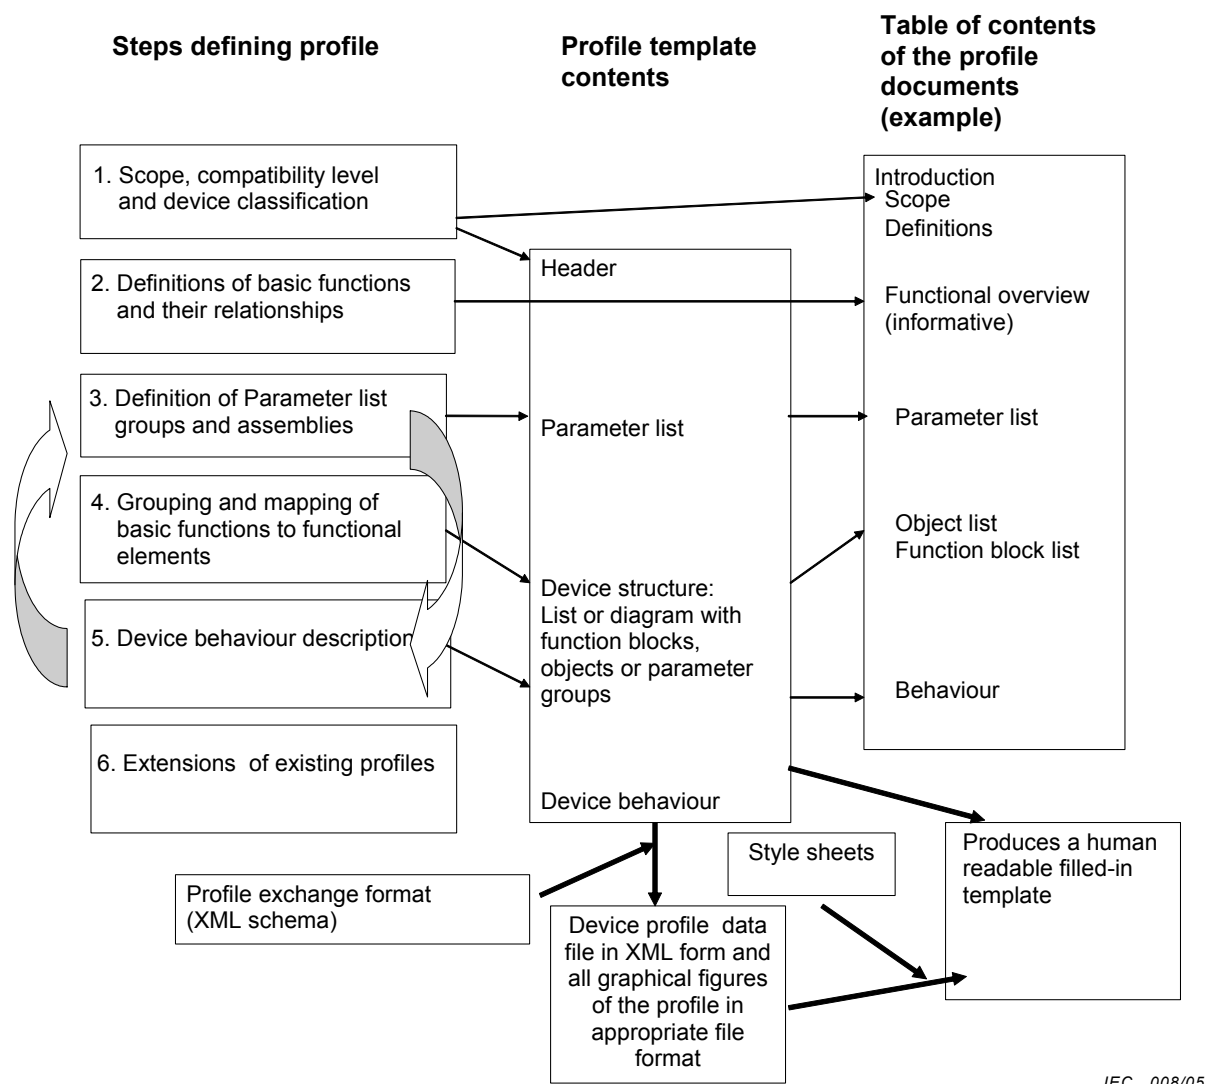 Steps defining profile
Profile template
contents
Table of contents
of the profile
documents
(example)
1. Scope, compatibility level
and device classification
2. Definitions of basic functions
and their relationships
3. Definition of Parameter list
groups and assemblies
4. Grouping and mapping of
basic functions to functional
elements
5. Device behaviour description
6. Extensions of existing profiles
Header
Parameter list
Device structure:
List or diagram with
function blocks,
objects or parameter
groups
Device behaviour
Introduction
Scope
Definitions
Functional overview
(informative)
Parameter list
Object list
Function block list
Behaviour
Profile exchange format
(XML schema)
Style sheets
Produces a human
readable filled-in
template
Device profile data
file in XML form and
all graphical figures
of the profile in
appropriate file
format
IEC 008/05